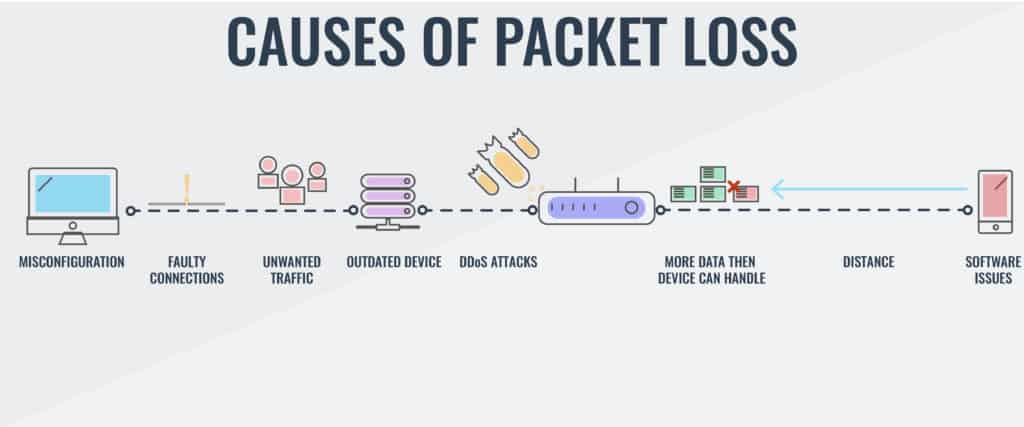 CAUSES OF PACKET LOSS
MISCONFIGURATION
FAULTY
CONNECTIONS
UNWANTED
TRAFFIC
OUTDATED DEVICE
DDoS ATTACKS
MORE DATA THEN
DEVICE CAN HANDLE
DISTANCE
SOFTWARE
ISSUES